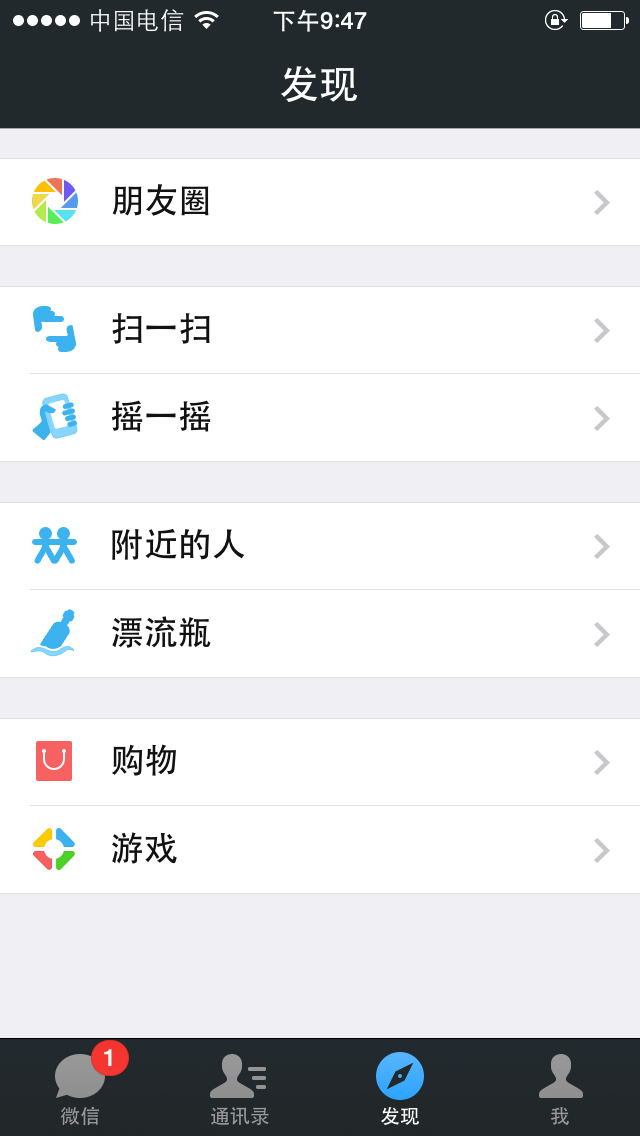 中国电信 下午9:47
发现
朋友圈
扫一扫
摇一摇
附近的人
漂流瓶
购物
游戏
1
微信 通讯录 发现 我